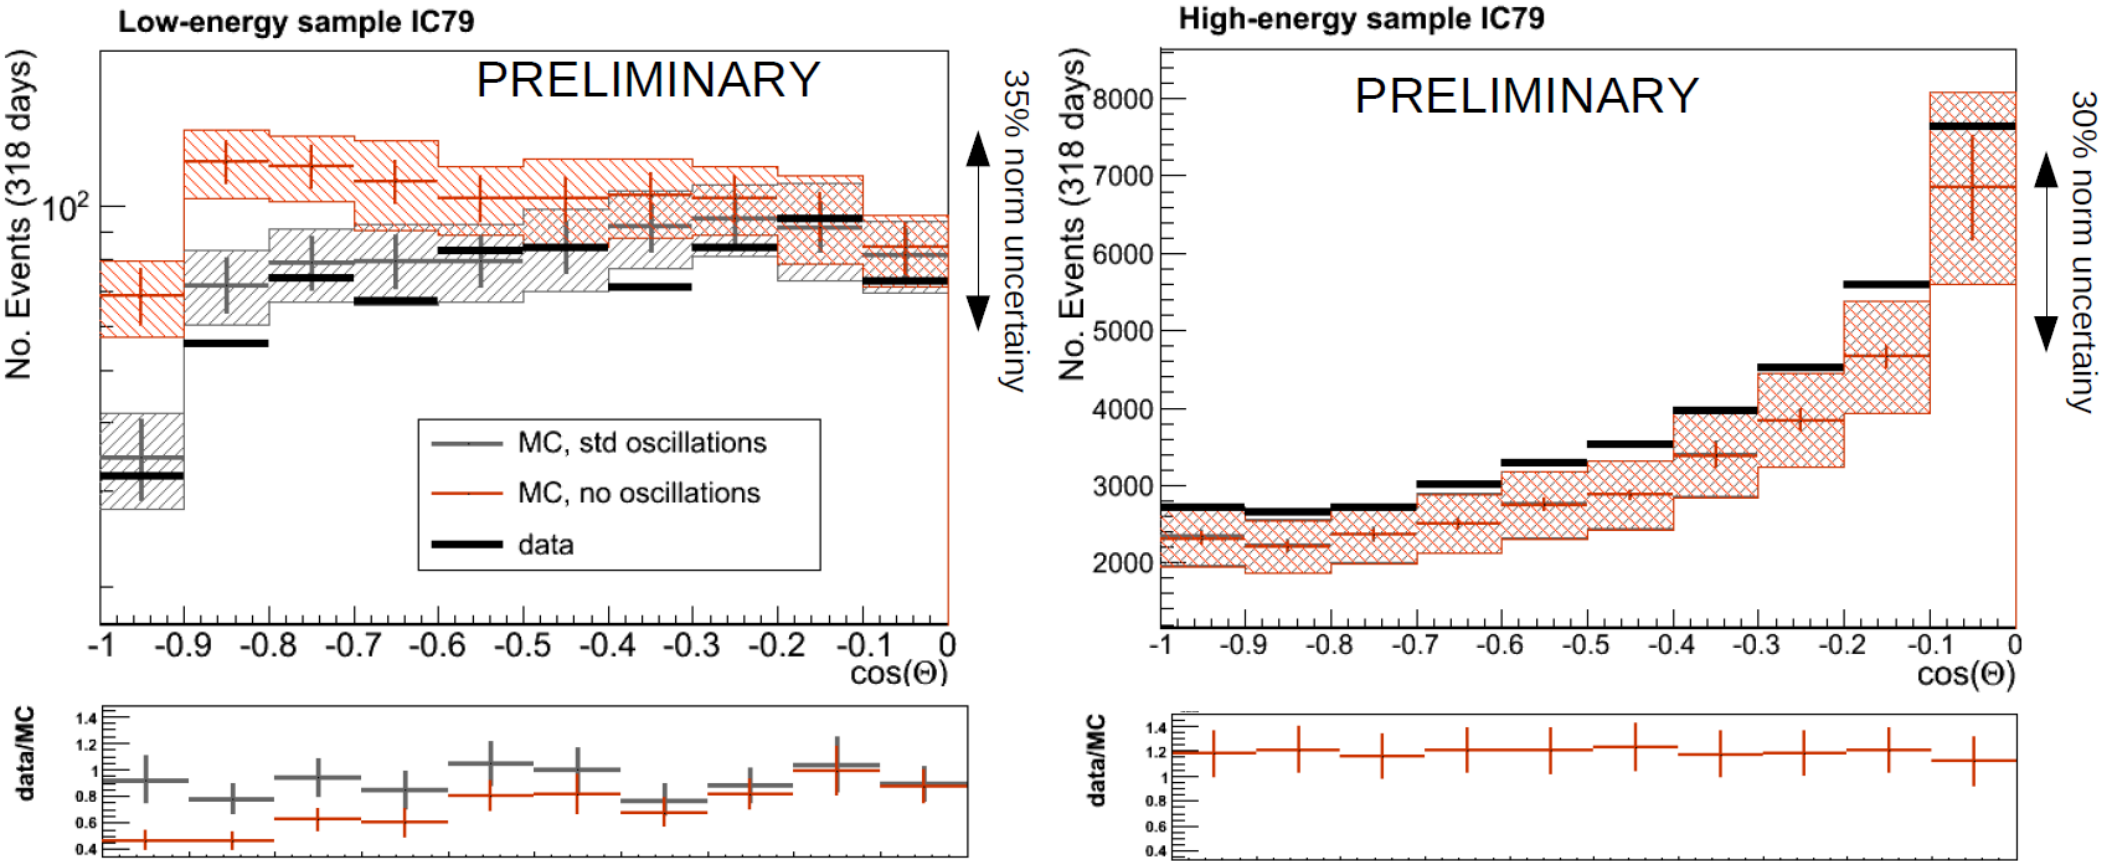 Low-energy sample IC79
PRELIMINARY
No. Events (318 days)
10²
35% norm uncertainy
MC, std oscillations
MC, no oscillations
data
-1 -0.9 -0.8 -0.7 -0.6 -0.5 -0.4 -0.3 -0.2 -0.1 0
cos(Θ)
data/MC
1.4
1.2
1
0.8
0.6
0.4
High-energy sample IC79
PRELIMINARY
No. Events (318 days)
8000
7000
6000
5000
4000
3000
2000
30% norm uncertainy
-1 -0.9 -0.8 -0.7 -0.6 -0.5 -0.4 -0.3 -0.2 -0.1 0
cos(Θ)
data/MC
1.4
1.2
1
0.8
0.6
0.4